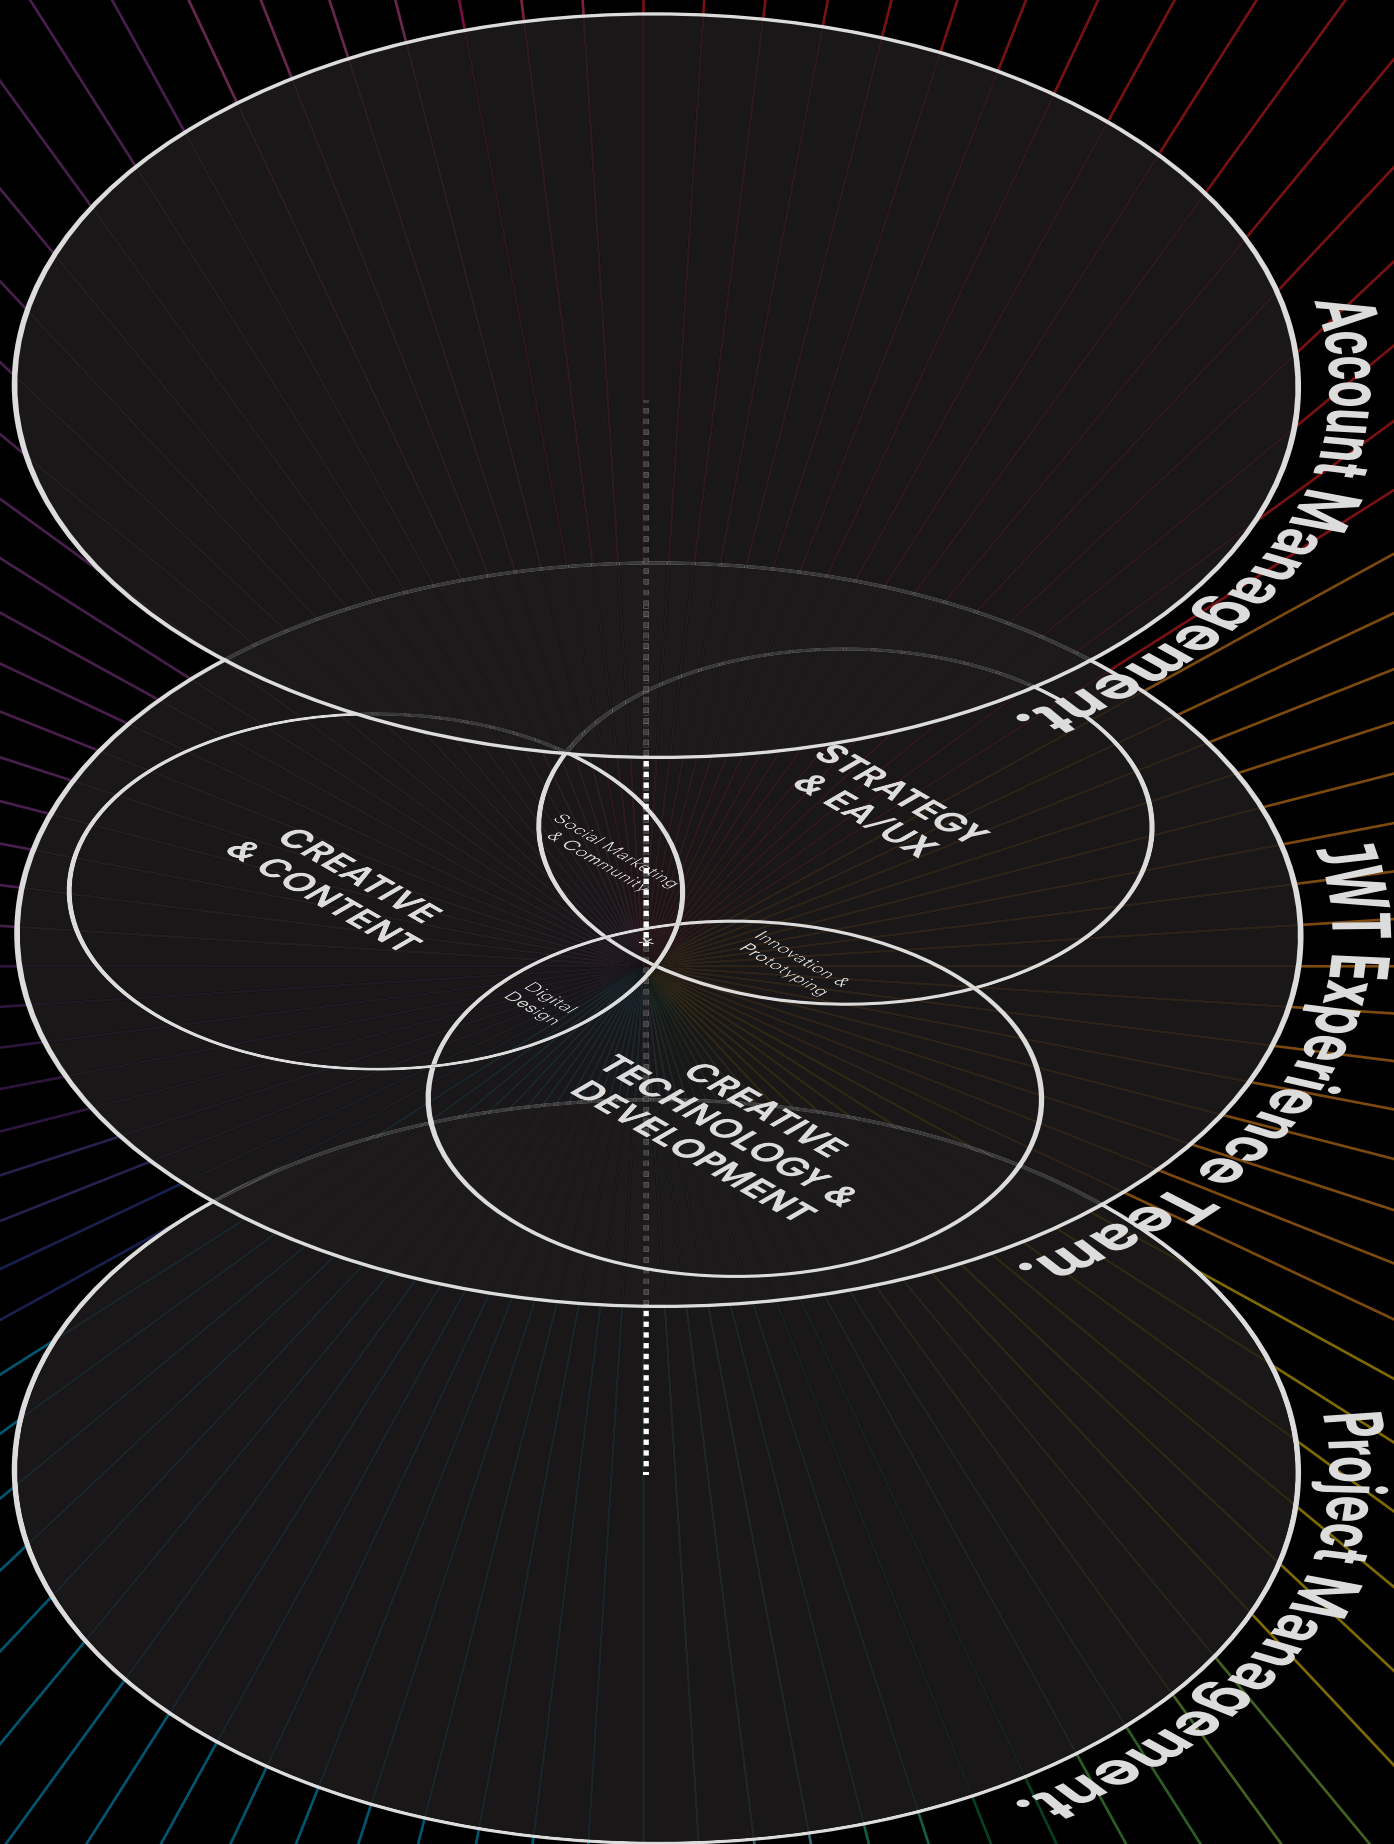 Account Management.
STRATEGY
& EA/UX
Social Marketing
& Community
CREATIVE
& CONTENT
JWT Experience Team.
Innovation &
Prototyping
Digital
Design
*
CREATIVE
TECHNOLOGY &
DEVELOPMENT
Project Management.